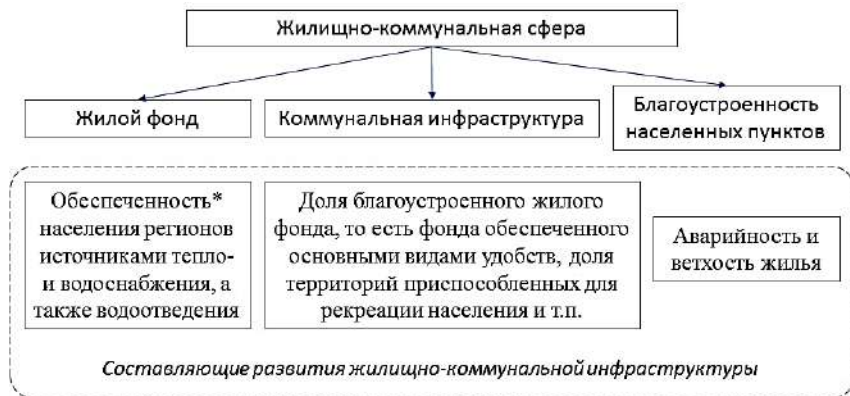 Жилищно-коммунальная сфера
Жилой фонд
Коммунальная инфраструктура
Благоустроенность
населенных пунктов
Обеспеченность*
населения регионов
источниками тепло-
и водоснабжения, а
также водоотведения
Доля благоустроенного жилого
фонда, то есть фонда обеспеченного
основными видами удобств, доля
территорий приспособленных для
рекреации населения и т.п.
Аварийность и
ветхость жилья
Составляющие развития жилищно-коммунальной инфраструктуры